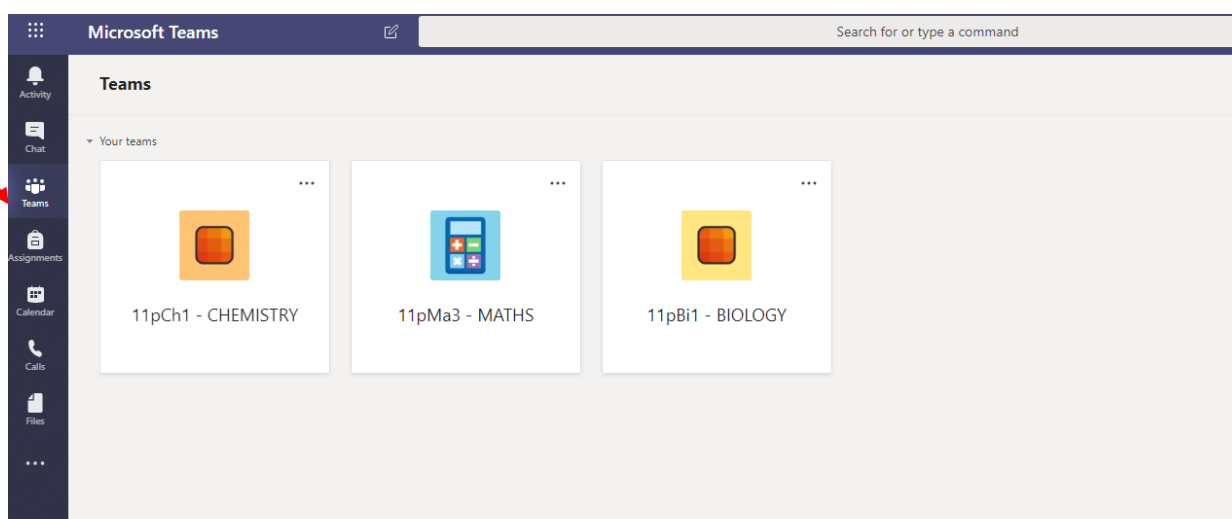 Microsoft Teams
Search for or type a command
Activity
Chat
Teams
Assignments
Calendar
Calls
Files
Teams
Your teams
11pCh1 - CHEMISTRY
11pMa3 - MATHS
11pBi1 - BIOLOGY